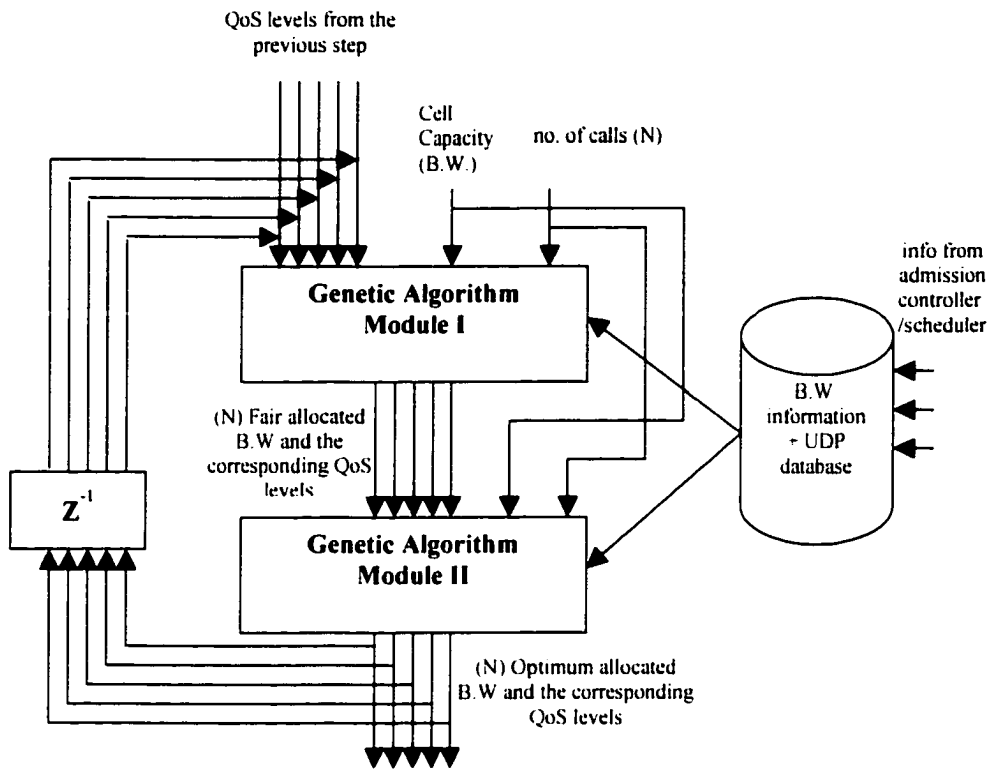 QoS levels from the
previous step
Cell
Capacity
(B.W.)
no. of calls (N)
Genetic Algorithm
Module I
info from
admission
controller
/scheduler
B.W
information
+ UDP
database
(N) Fair allocated
B.W and the
corresponding QoS
levels
Z⁻¹
Genetic Algorithm
Module II
(N) Optimum allocated
B.W and the corresponding
QoS levels